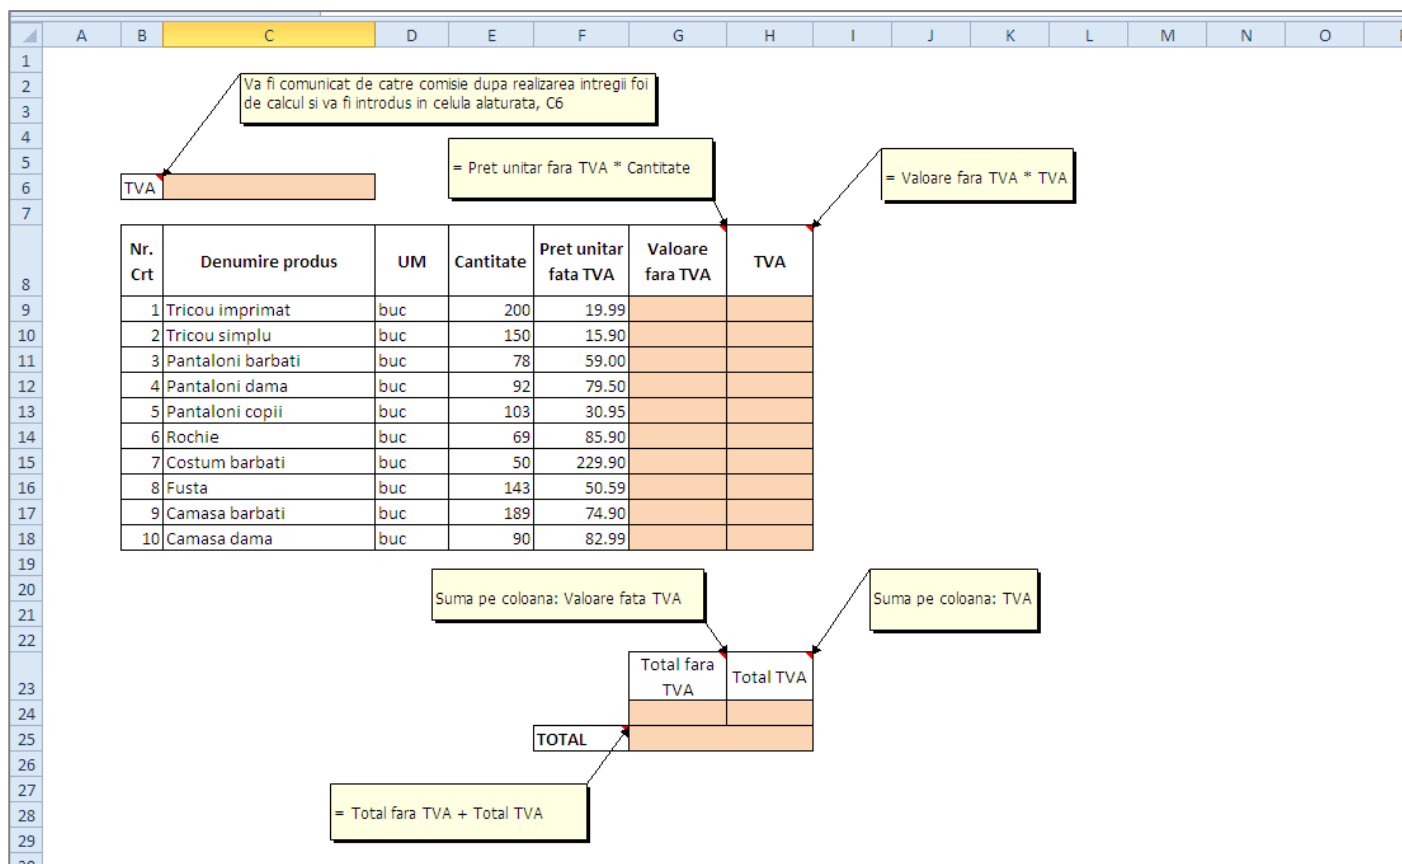 A B C D E F G H I J K L M N O
1
2
3
4
5
6
7
8
9
10
11
12
13
14
15
16
17
18
19
20
21
22
23
24
25
26
27
28
29
Va fi comunicat de catre comisie dupa realizarea intregii foi
de calcul si va fi introdus in celula alaturata, C6
= Pret unitar fara TVA * Cantitate
= Valoare fara TVA * TVA
TVA
Nr. Crt Denumire produs UM Cantitate Pret unitar fata TVA Valoare fara TVA TVA
1 Tricou imprimat buc 200 19.99
2 Tricou simplu buc 150 15.90
3 Pantaloni barbati buc 78 59.00
4 Pantaloni dama buc 92 79.50
5 Pantaloni copii buc 103 30.95
6 Rochie buc 69 85.90
7 Costum barbati buc 50 229.90
8 Fusta buc 143 50.59
9 Camasa barbati buc 189 74.90
10 Camasa dama buc 90 82.99
Suma pe coloana: Valoare fata TVA
Suma pe coloana: TVA
Total fara TVA Total TVA
TOTAL
= Total fara TVA + Total TVA